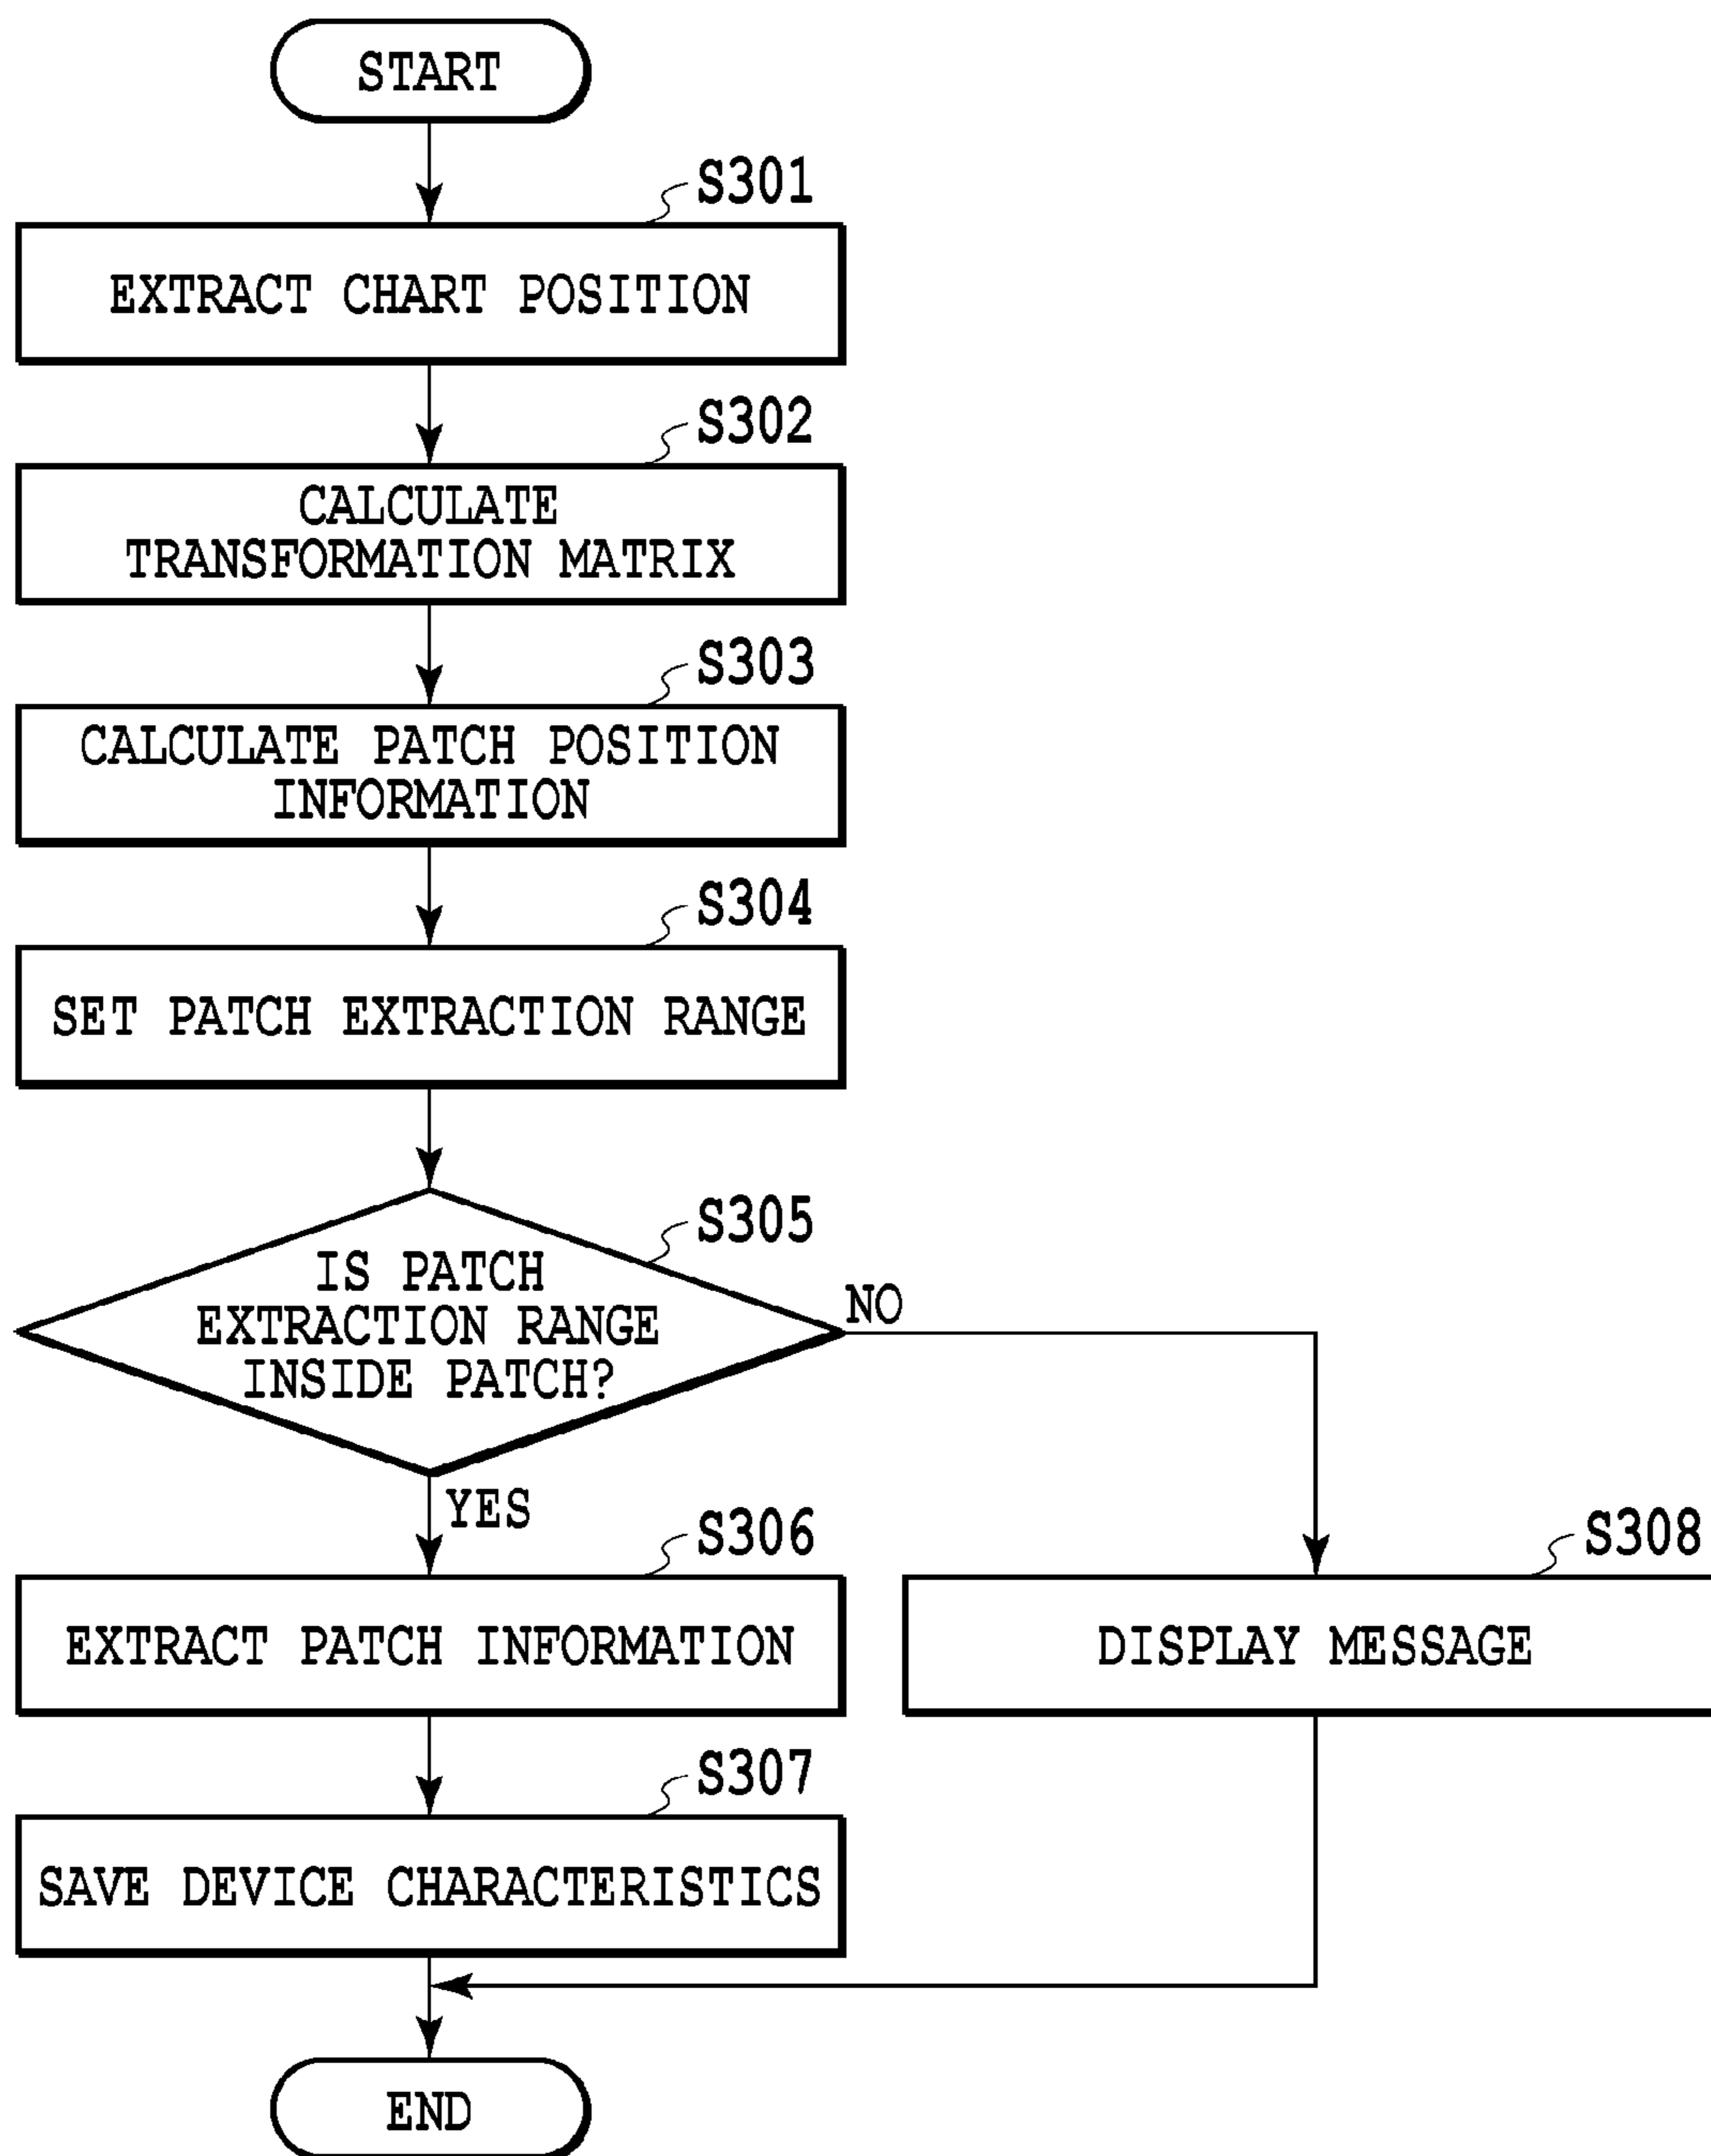 START
S301
EXTRACT CHART POSITION
S302
CALCULATE
TRANSFORMATION MATRIX
S303
CALCULATE PATCH POSITION
INFORMATION
S304
SET PATCH EXTRACTION RANGE
S305
IS PATCH
EXTRACTION RANGE
INSIDE PATCH?
NO
YES
S306
EXTRACT PATCH INFORMATION
S308
DISPLAY MESSAGE
S307
SAVE DEVICE CHARACTERISTICS
END